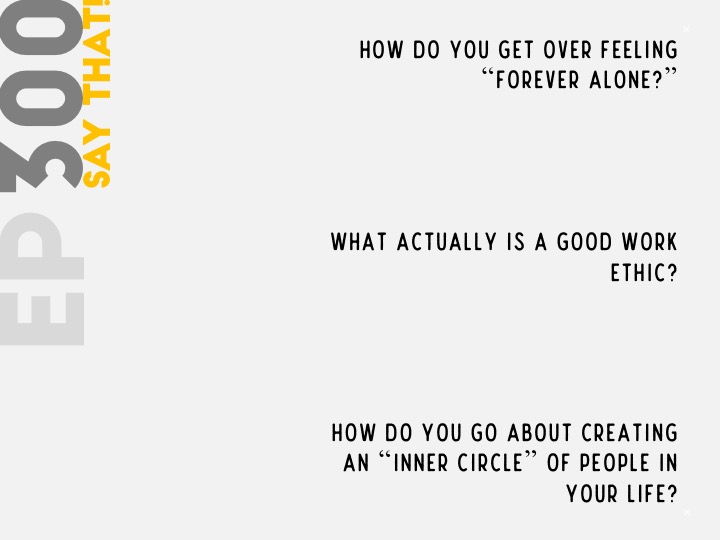 EP 300
SAY THAT!
HOW DO YOU GET OVER FEELING
“FOREVER ALONE?”
WHAT ACTUALLY IS A GOOD WORK
ETHIC?
HOW DO YOU GO ABOUT CREATING
AN “INNER CIRCLE” OF PEOPLE IN
YOUR LIFE?